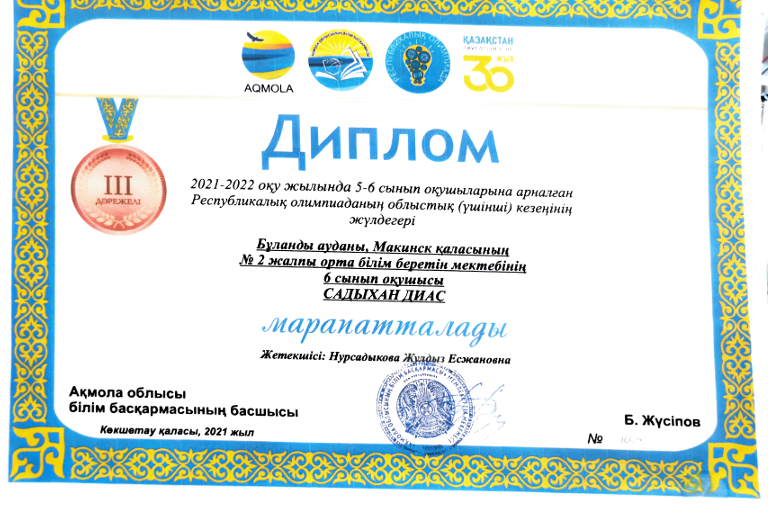 AQMOLA
РЕСПУБЛИКАЛЫҚ ОЛИМПИАДА
ҚАЗАҚСТАН
30 ЖЫЛ
Диплом
III
ДӘРЕЖЕЛІ
2021-2022 оқу жылында 5-6 сынып оқушыларына арналған
Республикалық олимпиаданың облыстық (үшінші) кезеңінің
жүлдегері
Бұланды ауданы, Макинск қаласының
№ 2 жалпы орта білім беретін мектебінің
6 сынып оқушысы
САДЫХАН ДИАС
марапатталады
Жетекшісі: Нурсадыкова Жулдыз Есжановна
Ақмола облысы
білім басқармасының басшысы
Б. Жүсіпов
Көкшетау қаласы, 2021 жыл
№